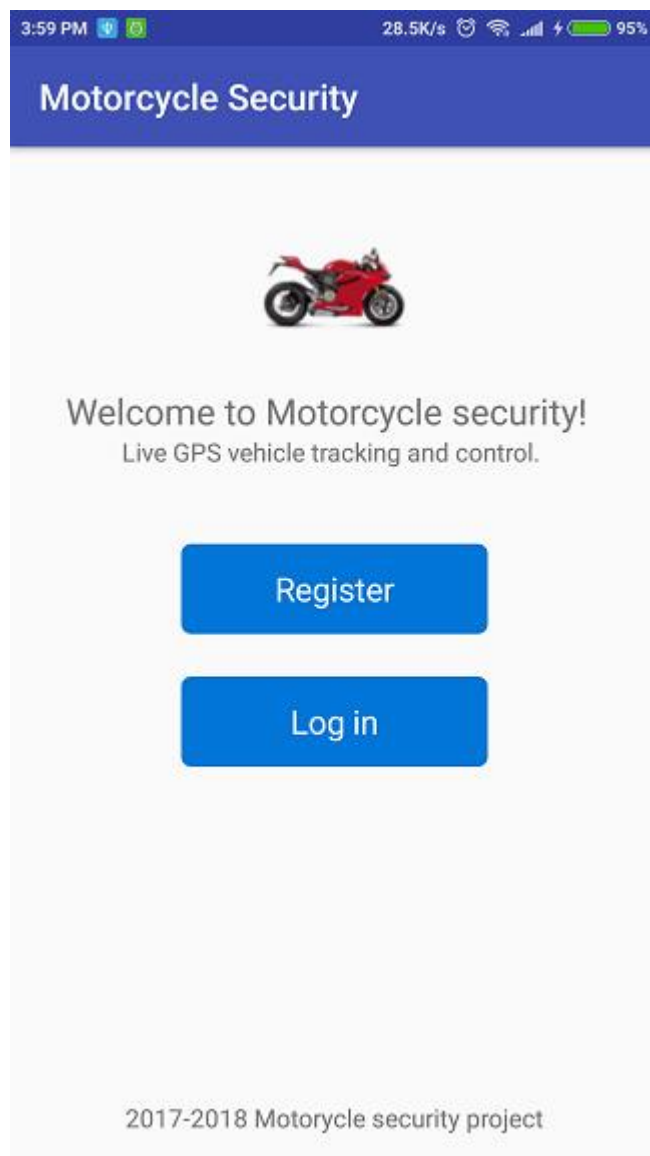 3:59 PM 28.5K/s 95%
Motorcycle Security
Welcome to Motorcycle security!
Live GPS vehicle tracking and control.
Register
Log in
2017-2018 Motorycle security project